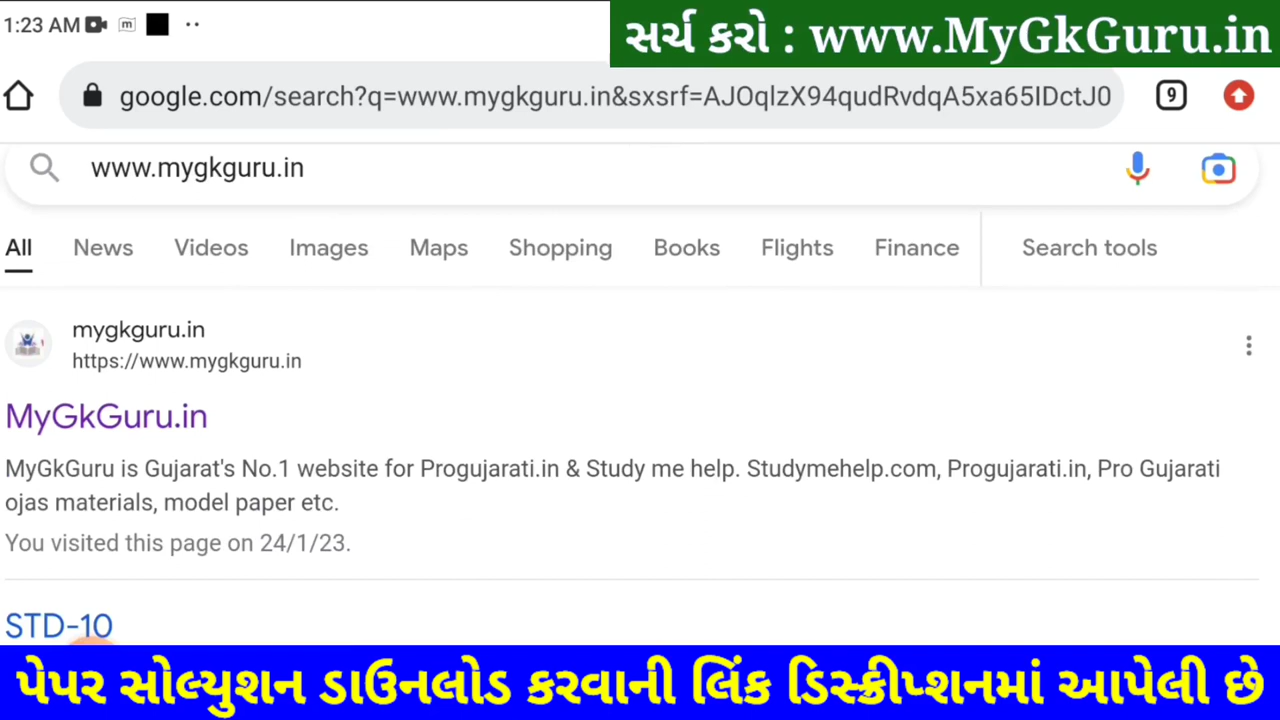 1:23 AM
સર્ચ કરો : www.MyGkGuru.in
google.com/search?q=www.mygkguru.in&sxsrf=AJOqlzX94qudRvdqA5xa65IDctJ0
9
www.mygkguru.in
All News Videos Images Maps Shopping Books Flights Finance Search tools
mygkguru.in
https://www.mygkguru.in
MyGkGuru.in
MyGkGuru is Gujarat's No.1 website for Progujarati.in & Study me help. Studymehelp.com, Progujarati.in, Pro Gujarati
ojas materials, model paper etc.
You visited this page on 24/1/23.
STD-10
પેપર સોલ્યુશન ડાઉનલોડ કરવાની લિંક ડિસ્ક્રીપ્શનમાં આપેલી છે